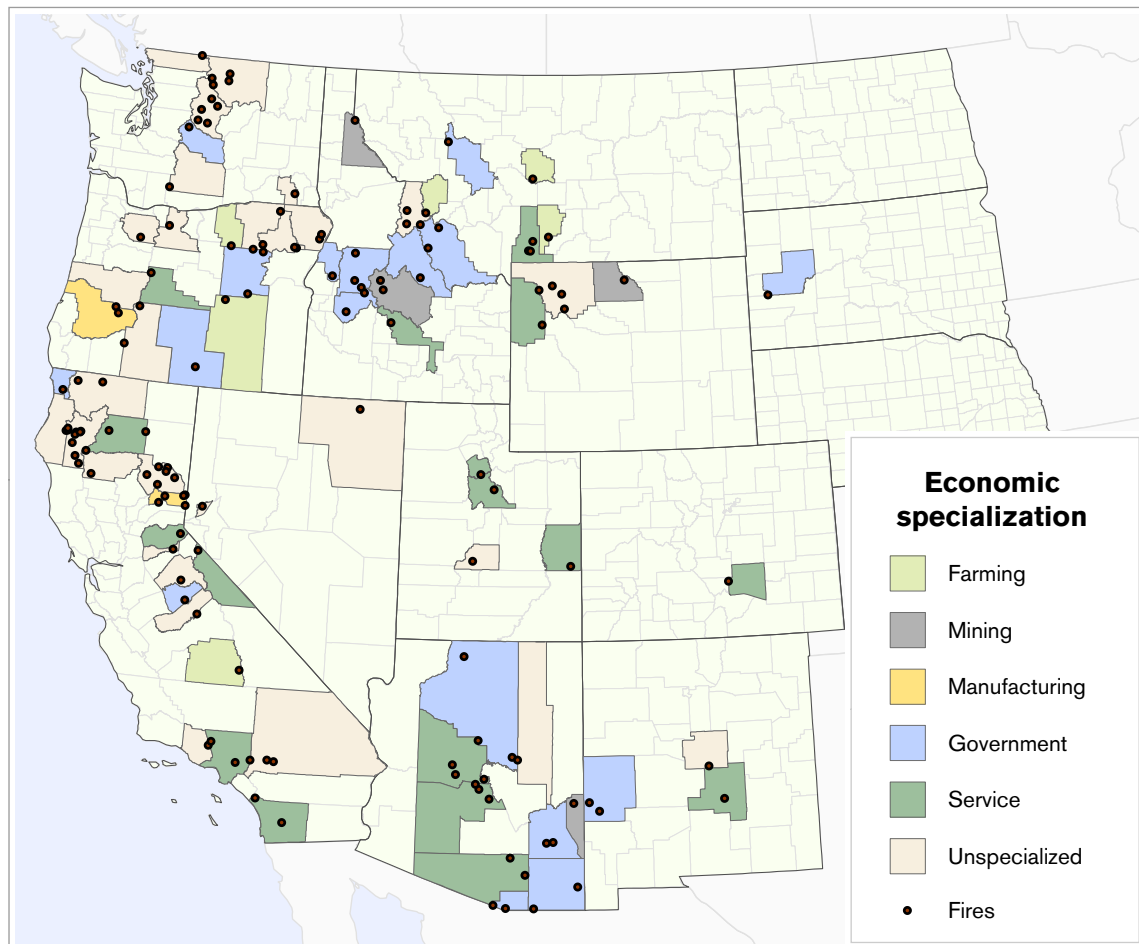 Economic
specialization
Farming
Mining
Manufacturing
Government
Service
Unspecialized
Fires